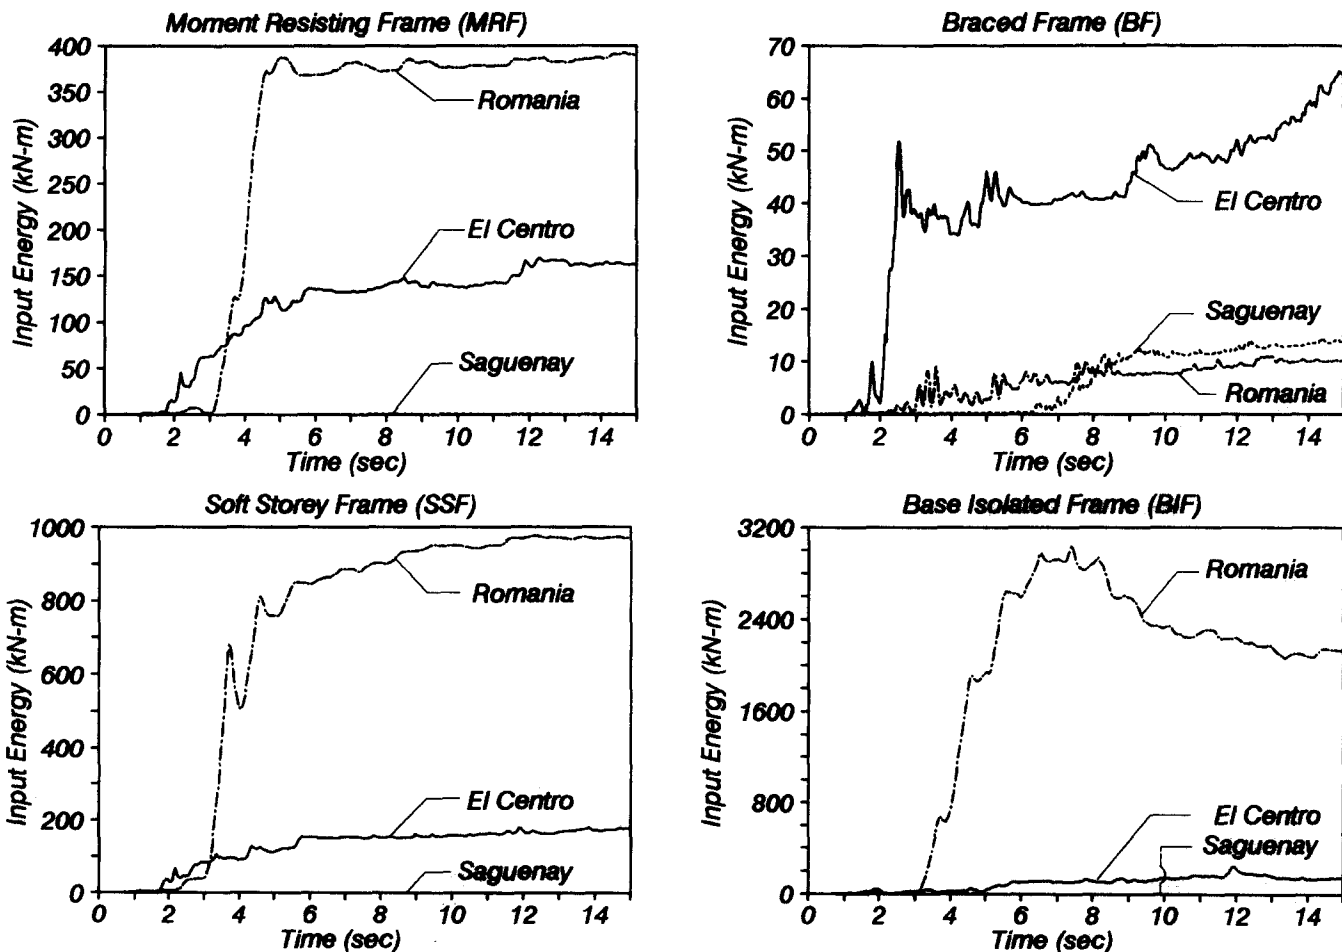 Moment Resisting Frame (MRF)
400
350
300
250
200
150
100
50
0
Input Energy (kN-m)
Romania
El Centro
Saguenay
0 2 4 6 8 10 12 14
Time (sec)
Braced Frame (BF)
70
60
50
40
30
20
10
0
Input Energy (kN-m)
El Centro
Saguenay
Romania
0 2 4 6 8 10 12 14
Time (sec)
Soft Storey Frame (SSF)
1000
800
600
400
200
0
Input Energy (kN-m)
Romania
El Centro
Saguenay
0 2 4 6 8 10 12 14
Time (sec)
Base Isolated Frame (BIF)
3200
2400
1600
800
0
Input Energy (kN-m)
Romania
El Centro
Saguenay
0 2 4 6 8 10 12 14
Time (sec)